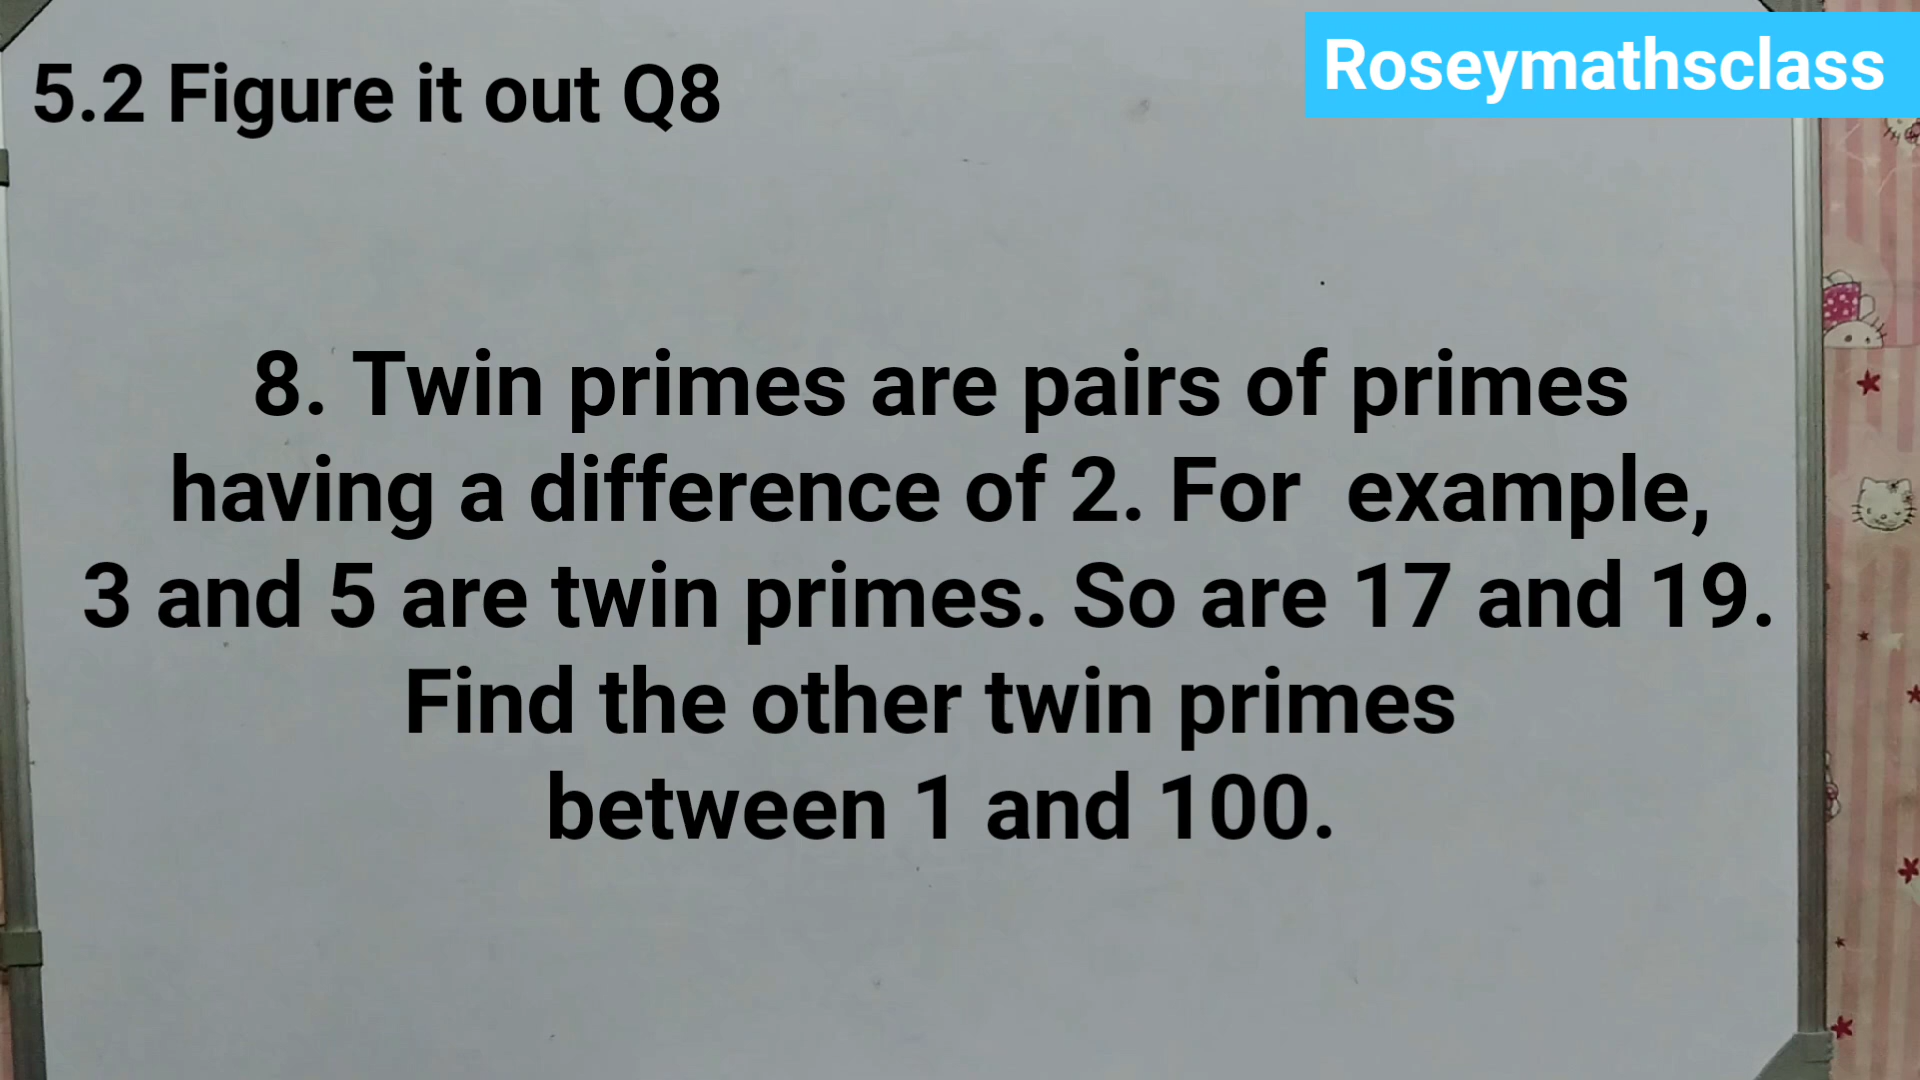 5.2 Figure it out Q8
Roseymathsclass
8. Twin primes are pairs of primes
having a difference of 2. For example,
3 and 5 are twin primes. So are 17 and 19.
Find the other twin primes
between 1 and 100.